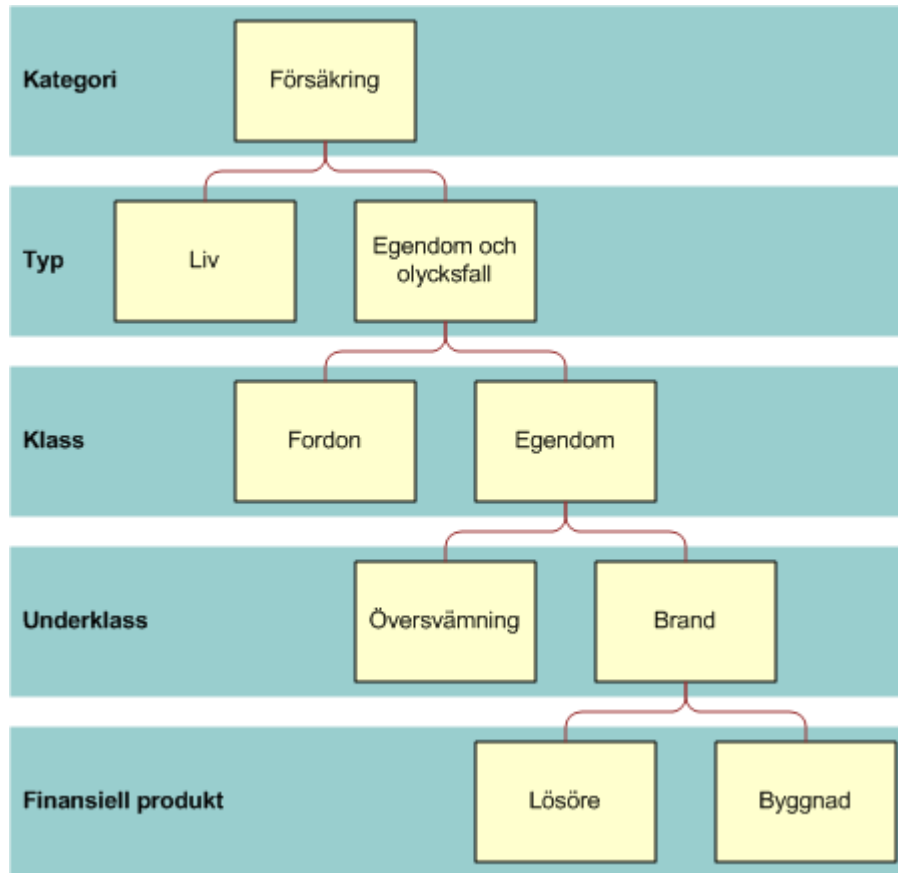 Kategori
Försäkring
Typ
Liv
Egendom och
olycksfall
Klass
Fordon
Egendom
Underklass
Översvämning
Brand
Finansiell produkt
Lösöre
Byggnad